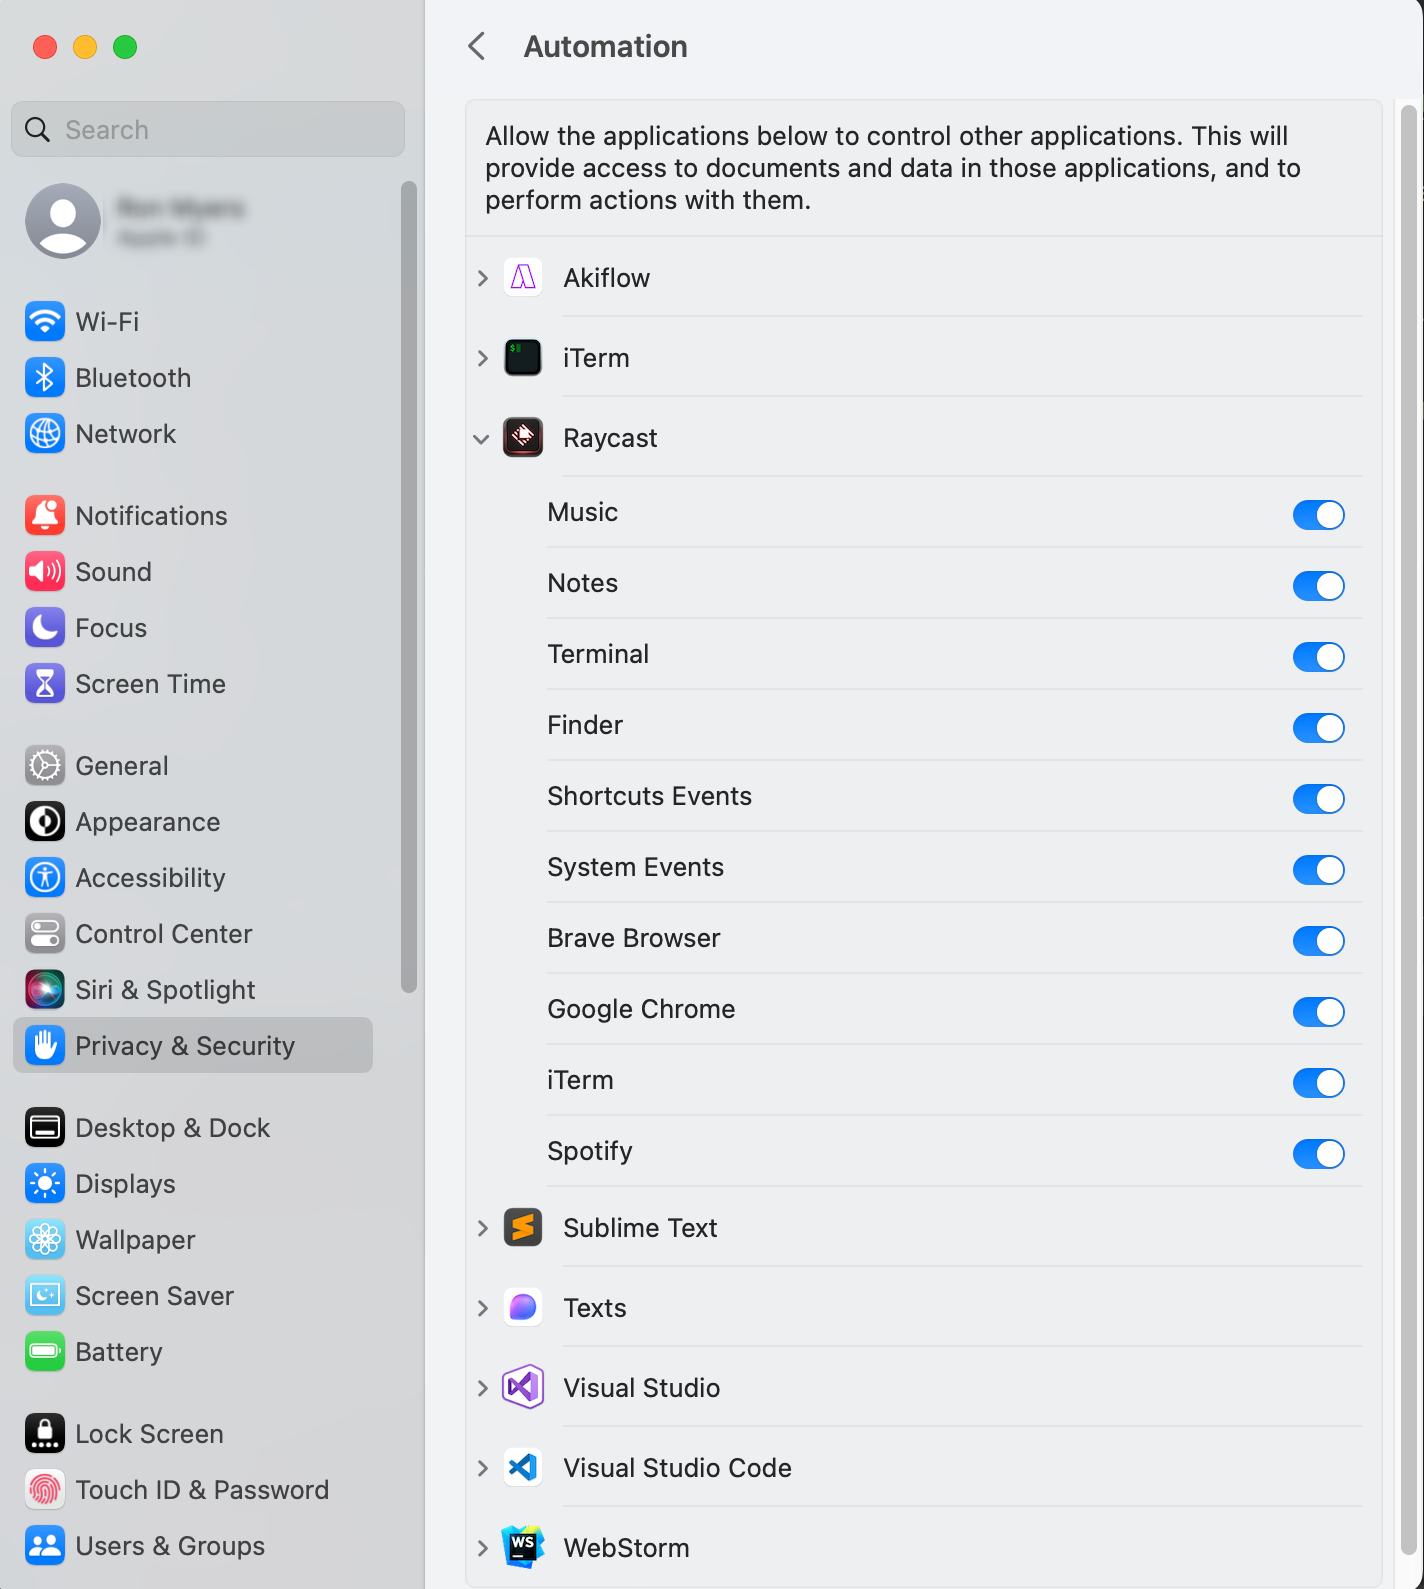 Automation
Search
Allow the applications below to control other applications. This will
provide access to documents and data in those applications, and to
perform actions with them.
Wi-Fi
Bluetooth
Network
Notifications
Sound
Focus
Screen Time
General
Appearance
Accessibility
Control Center
Siri & Spotlight
Privacy & Security
Desktop & Dock
Displays
Wallpaper
Screen Saver
Battery
Lock Screen
Touch ID & Password
Users & Groups
Akiflow
$
iTerm
Raycast
Music
Notes
Terminal
Finder
Shortcuts Events
System Events
Brave Browser
Google Chrome
iTerm
Spotify
Sublime Text
Texts
Visual Studio
Visual Studio Code
WS
WebStorm